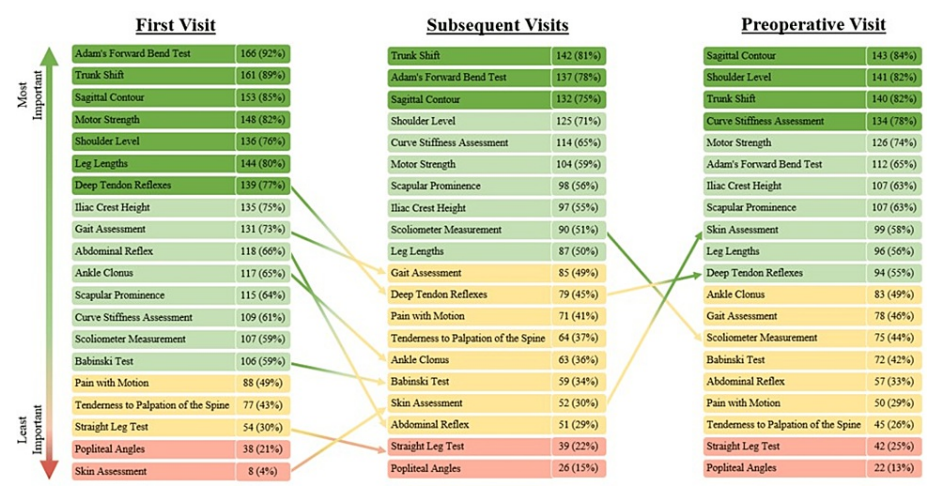 First Visit
Subsequent Visits
Preoperative Visit
Most
Important
Least
Important
Adam's Forward Bend Test 166 (92%)
Trunk Shift 161 (89%)
Sagittal Contour 153 (85%)
Motor Strength 148 (82%)
Shoulder Level 136 (76%)
Leg Lengths 144 (80%)
Deep Tendon Reflexes 139 (77%)
Iliac Crest Height 135 (75%)
Gait Assessment 131 (73%)
Abdominal Reflex 118 (66%)
Ankle Clonus 117 (65%)
Scapular Prominence 115 (64%)
Curve Stiffness Assessment 109 (61%)
Scoliometer Measurement 107 (59%)
Babinski Test 106 (59%)
Pain with Motion 88 (49%)
Tenderness to Palpation of the Spine 77 (43%)
Straight Leg Test 54 (30%)
Popliteal Angles 38 (21%)
Skin Assessment 8 (4%)
Trunk Shift 142 (81%)
Adam's Forward Bend Test 137 (78%)
Sagittal Contour 132 (75%)
Shoulder Level 125 (71%)
Curve Stiffness Assessment 114 (65%)
Motor Strength 104 (59%)
Scapular Prominence 98 (56%)
Iliac Crest Height 97 (55%)
Scoliometer Measurement 90 (51%)
Leg Lengths 87 (50%)
Gait Assessment 85 (49%)
Deep Tendon Reflexes 79 (45%)
Pain with Motion 71 (41%)
Tenderness to Palpation of the Spine 64 (37%)
Ankle Clonus 63 (36%)
Babinski Test 59 (34%)
Skin Assessment 52 (30%)
Abdominal Reflex 51 (29%)
Straight Leg Test 39 (22%)
Popliteal Angles 26 (15%)
Sagittal Contour 143 (84%)
Shoulder Level 141 (82%)
Trunk Shift 140 (82%)
Curve Stiffness Assessment 134 (78%)
Motor Strength 126 (74%)
Adam's Forward Bend Test 112 (65%)
Iliac Crest Height 107 (63%)
Scapular Prominence 107 (63%)
Skin Assessment 99 (58%)
Leg Lengths 96 (56%)
Deep Tendon Reflexes 94 (55%)
Ankle Clonus 83 (49%)
Gait Assessment 78 (46%)
Scoliometer Measurement 75 (44%)
Babinski Test 72 (42%)
Abdominal Reflex 57 (33%)
Pain with Motion 50 (29%)
Tenderness to Palpation of the Spine 45 (26%)
Straight Leg Test 42 (25%)
Popliteal Angles 22 (13%)